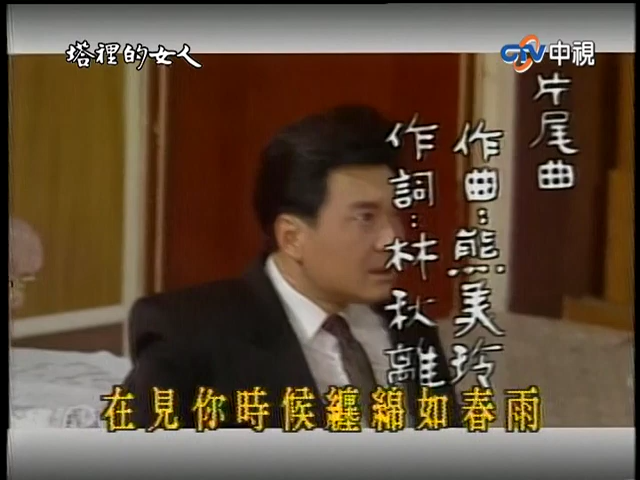 塔裡的女人
CTV中視
片尾曲
作曲:熊美玲
作詞:林秋離
在見你時候纏綿如春雨